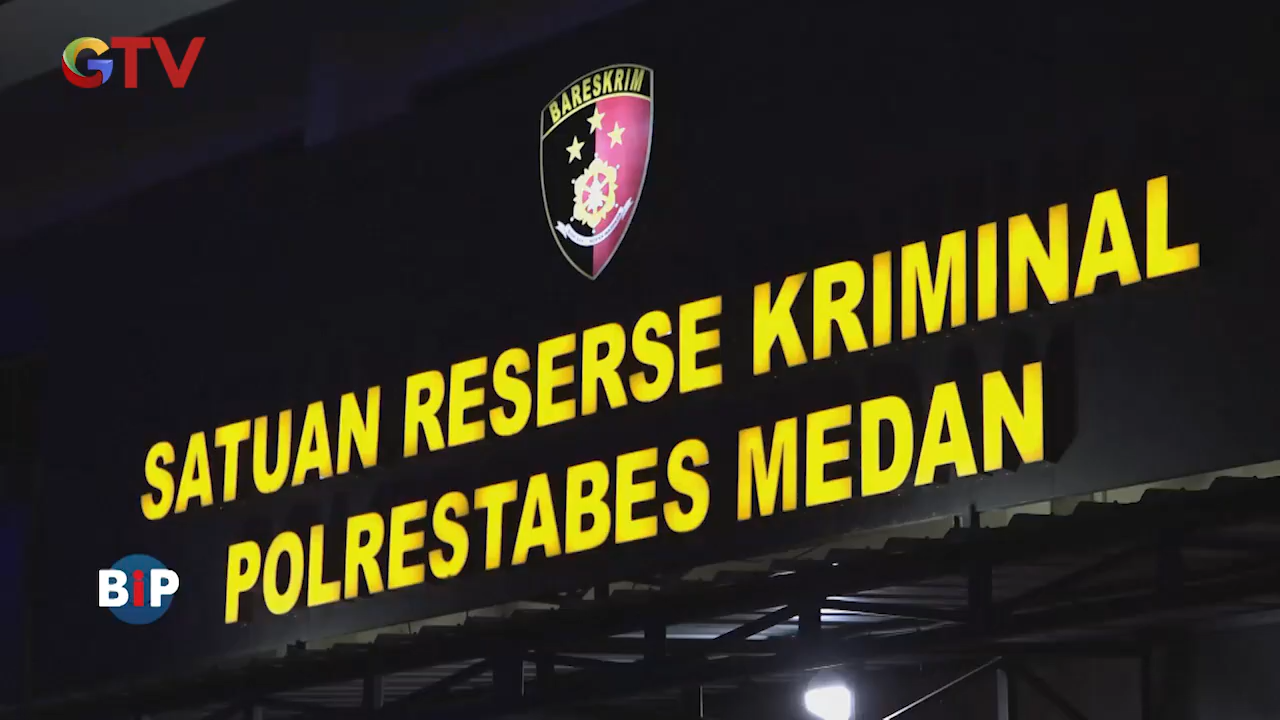 GTV
BARESKRIM
SATUAN RESERSE KRIMINAL
POLRESTABES MEDAN
BiP